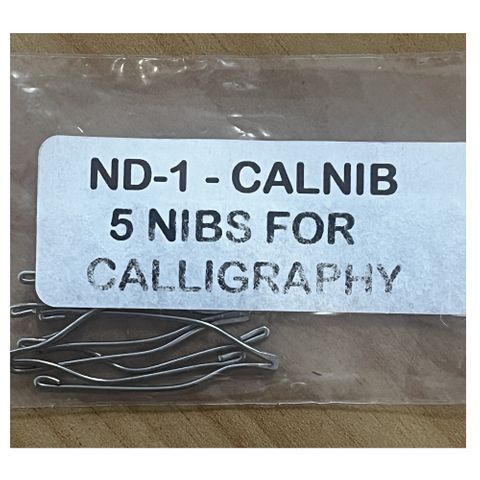 ND-1 - CALNIB
5 NIBS FOR
CALLIGRAPHY